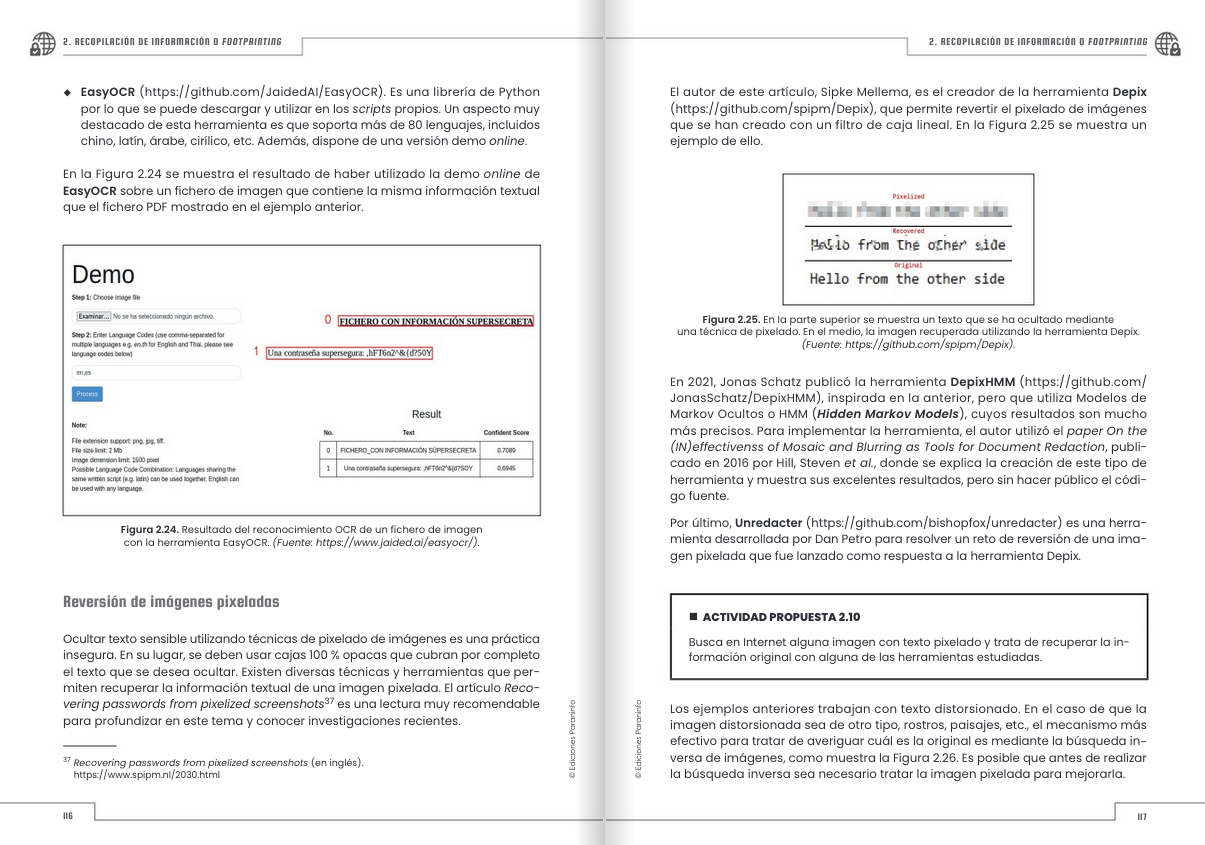 2. RECOPILACIÓN DE INFORMACIÓN O FOOTPRINTING
◆ EasyOCR (https://github.com/JaidedAI/EasyOCR). Es una librería de Python
por lo que se puede descargar y utilizar en los scripts propios. Un aspecto muy
destacado de esta herramienta es que soporta más de 80 lenguajes, incluidos
chino, latín, árabe, cirílico, etc. Además, dispone de una versión demo online.
En la Figura 2.24 se muestra el resultado de haber utilizado la demo online de
EasyOCR sobre un fichero de imagen que contiene la misma información textual
que el fichero PDF mostrado en el ejemplo anterior.
Demo
Step 1: Choose image file
Examinar... No se ha seleccionado ningún archivo.
Step 2: Enter Language Codes (use comma-separated for
multiple languages e.g. en,th for English and Thai, please see
language codes below)
en,es
Process
Note:
File extension support: png, jpg, tiff.
File size limit: 2 Mb
Image dimension limit: 1500 pixel
Possible Language Code Combination: Languages sharing the
same written script (e.g. latin) can be used together. English can
be used with any language.
0 FICHERO CON INFORMACIÓN SUPERSECRETA
1 Una contraseña supersegura: ,hFT6n2^&{d?50Y
Result
No. Text Confident Score
0 FICHERO_CON INFORMACIÓN SÚPERSECRETA 0.7089
1 Una contraseña supersegura: ,hFT6n2^&{d?SOY 0.6945
Figura 2.24. Resultado del reconocimiento OCR de un fichero de imagen
con la herramienta EasyOCR. (Fuente: https://www.jaided.ai/easyocr/).
Reversión de imágenes pixeladas
Ocultar texto sensible utilizando técnicas de pixelado de imágenes es una práctica
insegura. En su lugar, se deben usar cajas 100 % opacas que cubran por completo
el texto que se desea ocultar. Existen diversas técnicas y herramientas que per-
miten recuperar la información textual de una imagen pixelada. El artículo Reco-
vering passwords from pixelized screenshots37 es una lectura muy recomendable
para profundizar en este tema y conocer investigaciones recientes.
37 Recovering passwords from pixelized screenshots (en inglés).
https://www.spipm.nl/2030.html
© Ediciones Paraninfo
116
2. RECOPILACIÓN DE INFORMACIÓN O FOOTPRINTING
El autor de este artículo, Sipke Mellema, es el creador de la herramienta Depix
(https://github.com/spipm/Depix), que permite revertir el pixelado de imágenes
que se han creado con un filtro de caja lineal. En la Figura 2.25 se muestra un
ejemplo de ello.
Pixelized
Hello from the other side
Recovered
Hello from the other side
Original
Hello from the other side
Figura 2.25. En la parte superior se muestra un texto que se ha ocultado mediante
una técnica de pixelado. En el medio, la imagen recuperada utilizando la herramienta Depix.
(Fuente: https://github.com/spipm/Depix).
En 2021, Jonas Schatz publicó la herramienta DepixHMM (https://github.com/
JonasSchatz/DepixHMM), inspirada en la anterior, pero que utiliza Modelos de
Markov Ocultos o HMM (Hidden Markov Models), cuyos resultados son mucho
más precisos. Para implementar la herramienta, el autor utilizó el paper On the
(IN)effectivenss of Mosaic and Blurring as Tools for Document Redaction, publi-
cado en 2016 por Hill, Steven et al., donde se explica la creación de este tipo de
herramienta y muestra sus excelentes resultados, pero sin hacer público el códi-
go fuente.
Por último, Unredacter (https://github.com/bishopfox/unredacter) es una herra-
mienta desarrollada por Dan Petro para resolver un reto de reversión de una ima-
gen pixelada que fue lanzado como respuesta a la herramienta Depix.
■ ACTIVIDAD PROPUESTA 2.10
Busca en Internet alguna imagen con texto pixelado y trata de recuperar la in-
formación original con alguna de las herramientas estudiadas.
Los ejemplos anteriores trabajan con texto distorsionado. En el caso de que la
imagen distorsionada sea de otro tipo, rostros, paisajes, etc., el mecanismo más
efectivo para tratar de averiguar cuál es la original es mediante la búsqueda in-
versa de imágenes, como muestra la Figura 2.26. Es posible que antes de realizar
la búsqueda inversa sea necesario tratar la imagen pixelada para mejorarla.
© Ediciones Paraninfo
117